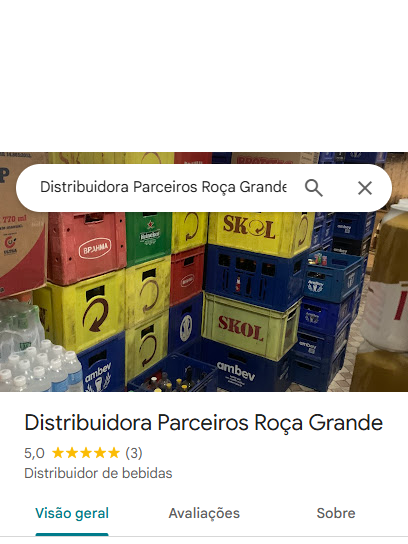 Distribuidora Parceiros Roça Grande
P
770 ml
BRAHMA
Heineken
SKOL
BRAHMA
SKOL
ambev
ambev
Distribuidora Parceiros Roça Grande
5,0 ★★★★★ (3)
Distribuidor de bebidas
Visão geral Avaliações Sobre